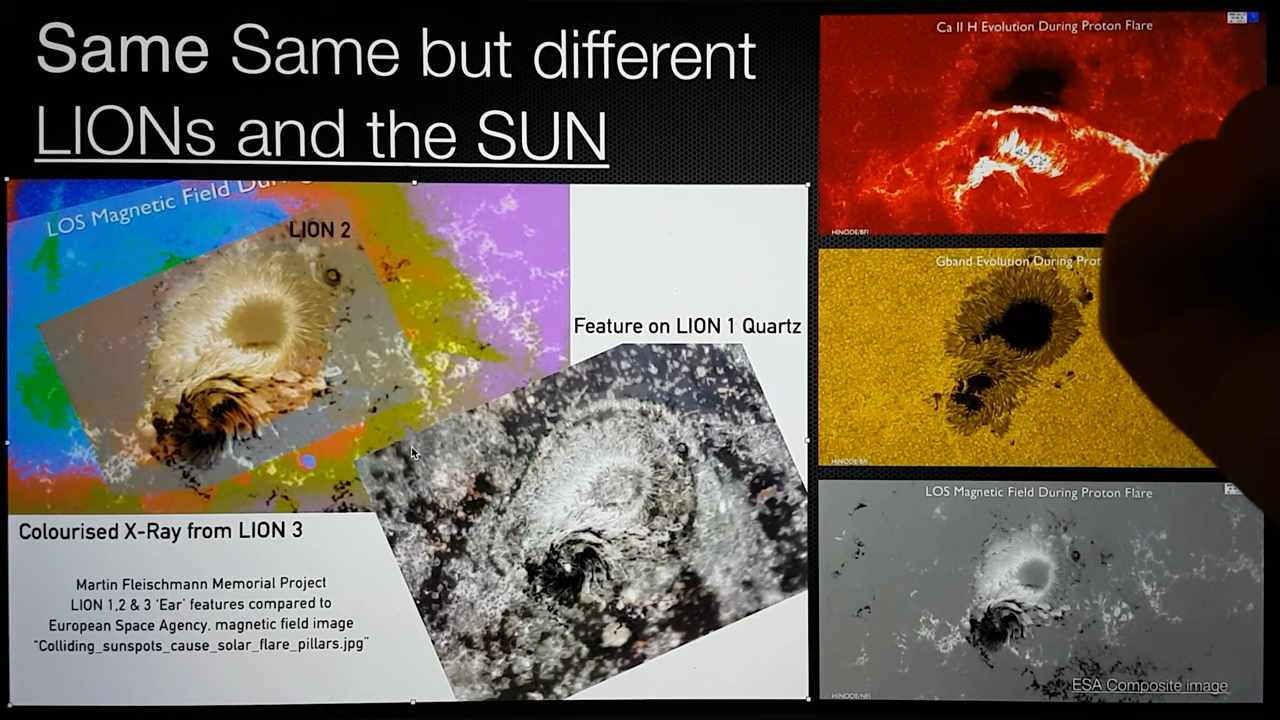 Same Same but different
LIONs and the SUN
LOS Magnetic Field Duri
LION 2
Feature on LION 1 Quartz
Colourised X-Ray from LION 3
Martin Fleischmann Memorial Project
LION 1,2 & 3 ‘Ear’ features compared to
European Space Agency, magnetic field image
“Colliding_sunspots_cause_solar_flare_pillars.jpg”
Ca II H Evolution During Proton Flare
HINODE/BFI
Gband Evolution During Prot
HINODE/BFI
LOS Magnetic Field During Proton Flare
HINODE/NFI
ESA Composite image